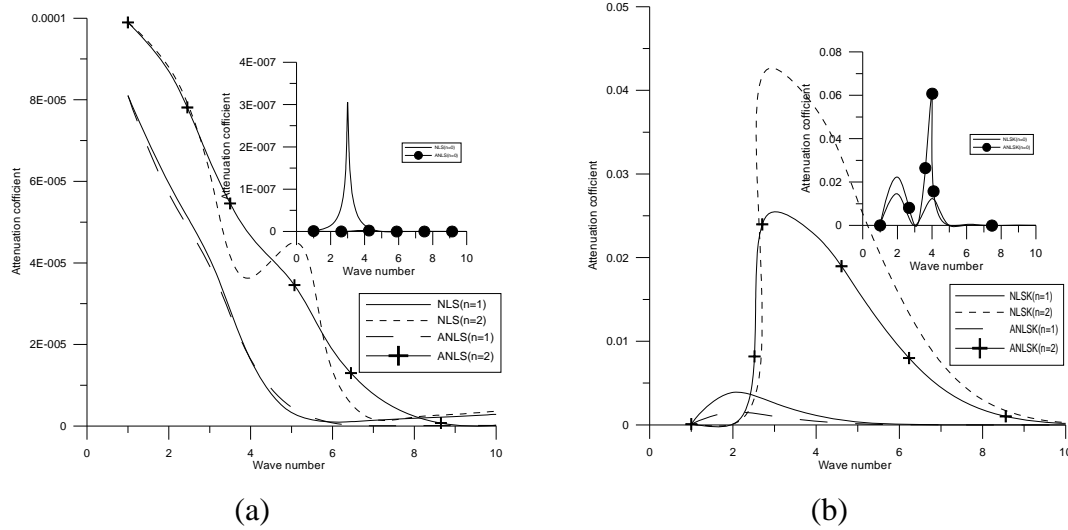 (a)
0.0001
8E-005
6E-005
4E-005
2E-005
0
0 2 4 6 8 10
Wave number
Attenuation cofficient
4E-007
3E-007
2E-007
1E-007
0
0 2 4 6 8 10
Wave number
Attenuation cofficient
NLS(n=0)
ANLS(n=0)
NLS(n=1)
NLS(n=2)
ANLS(n=1)
ANLS(n=2)
(b)
0.05
0.04
0.03
0.02
0.01
0
0 2 4 6 8 10
Wave number
Attenuation coefficient
0.08
0.06
0.04
0.02
0.00
0 2 4 6 8 10
Wave number
Attenuation coefficient
NLSK(n=0)
ANLSK(n=0)
NLSK(n=1)
NLSK(n=2)
ANLSK(n=1)
ANLSK(n=2)